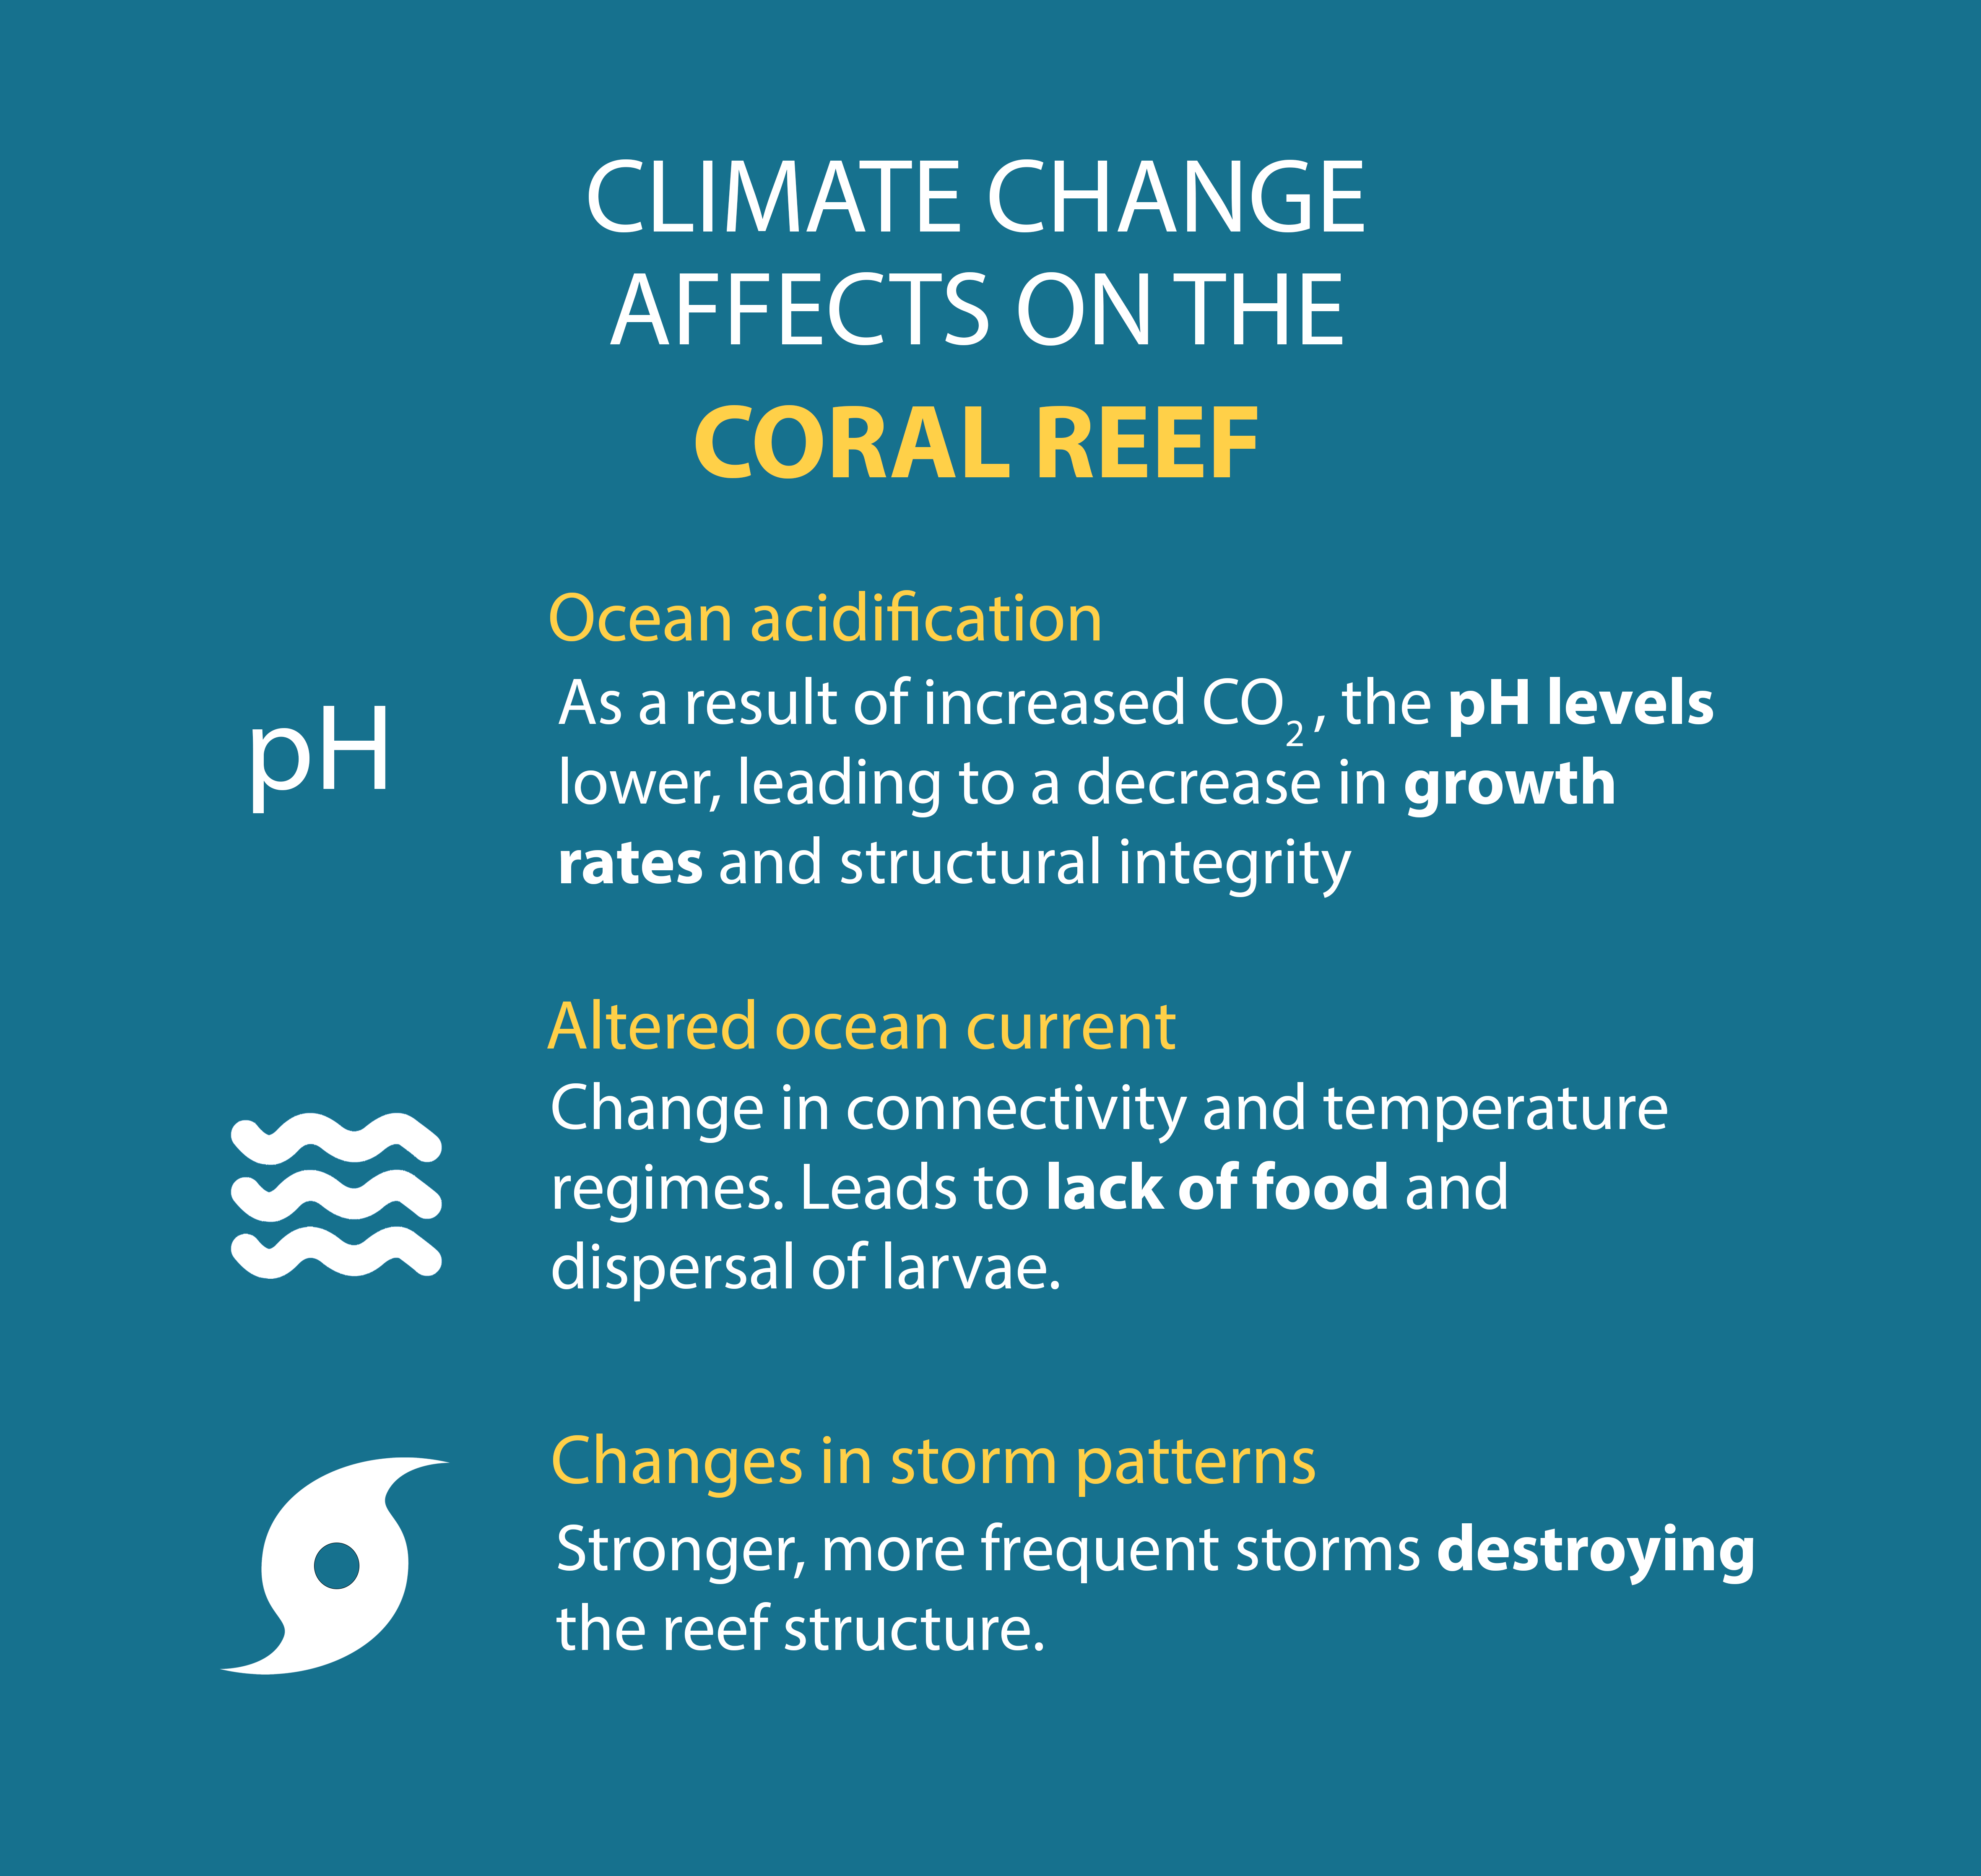 CLIMATE CHANGE
AFFECTS ON THE
CORAL REEF
Ocean acidification
pH
As a result of increased CO₂, the pH levels
lower, leading to a decrease in growth
rates and structural integrity
Altered ocean current
Change in connectivity and temperature
regimes. Leads to lack of food and
dispersal of larvae.
Changes in storm patterns
Stronger, more frequent storms destroying
the reef structure.